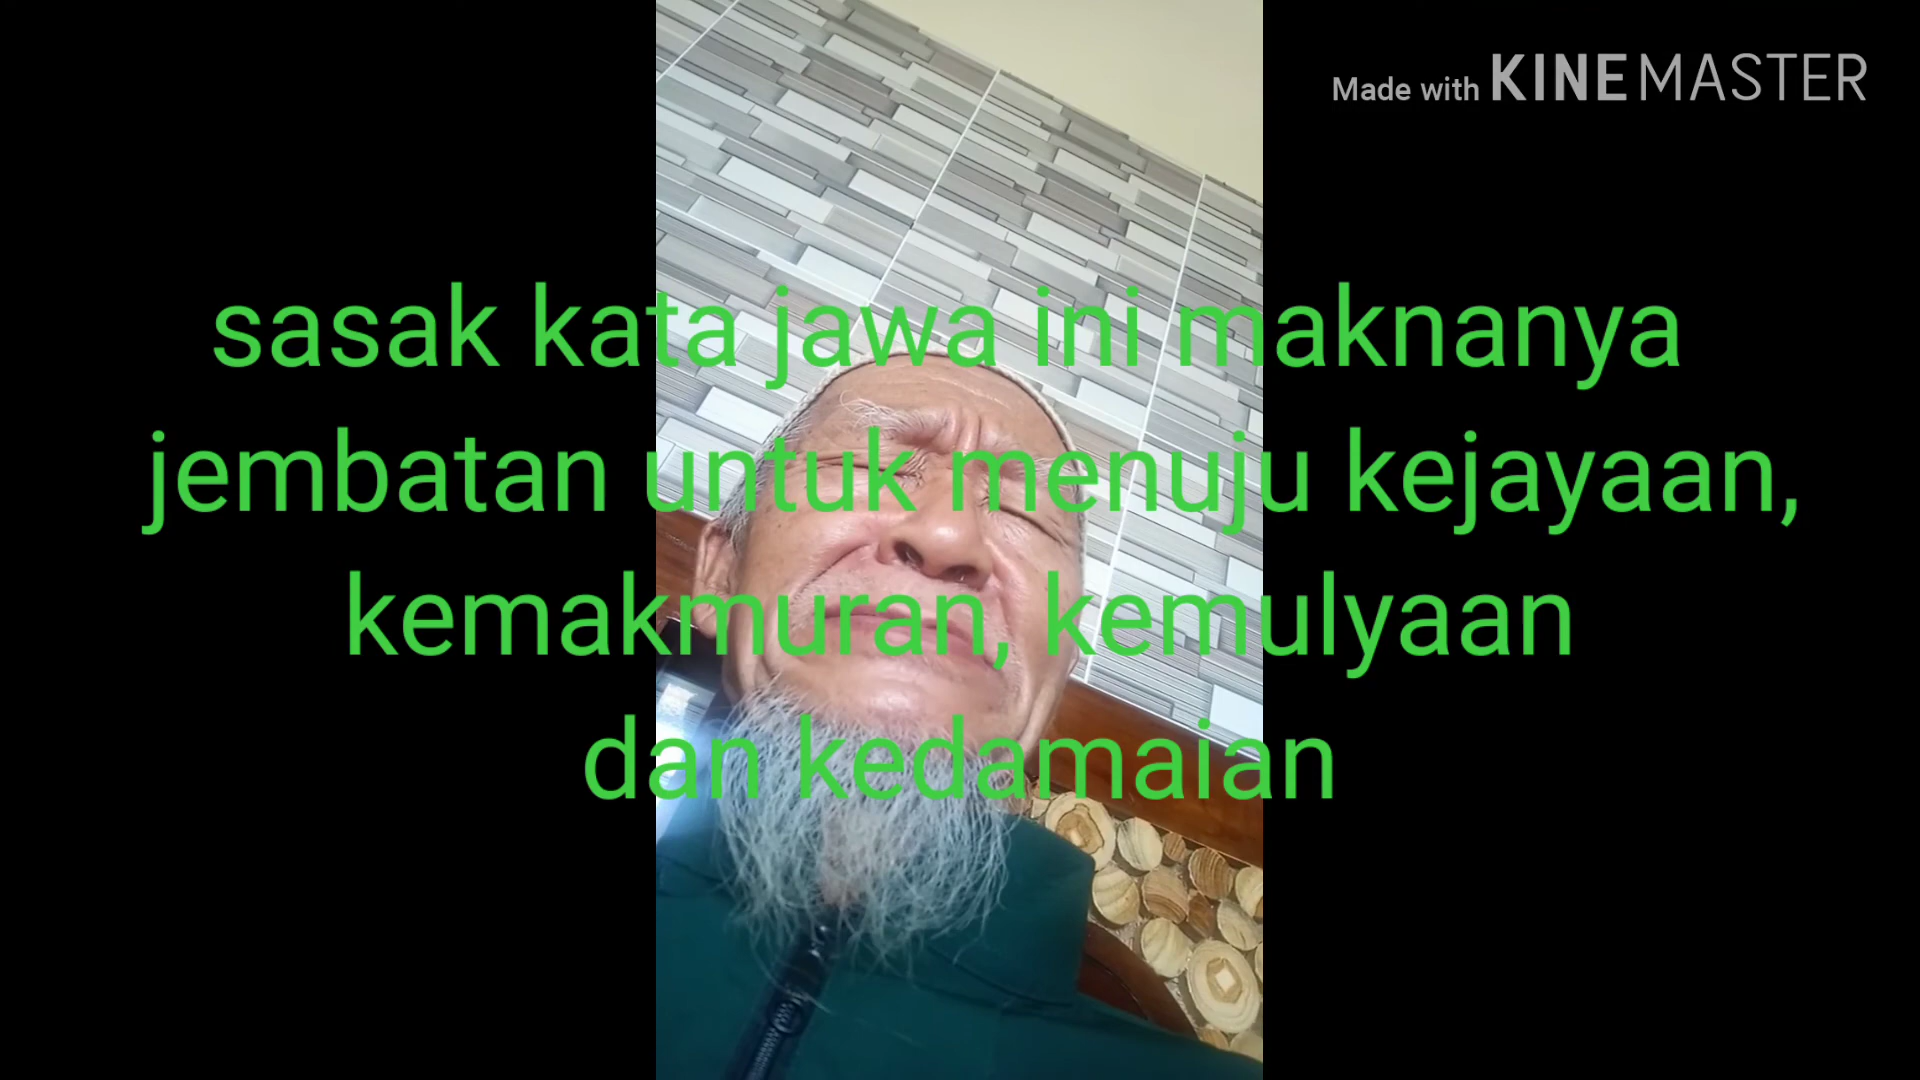 Made with KINEMASTER
sasak kata jawa ini maknanya
jembatan untuk menuju kejayaan,
kemakmuran, kemulyaan
dan kedamaian